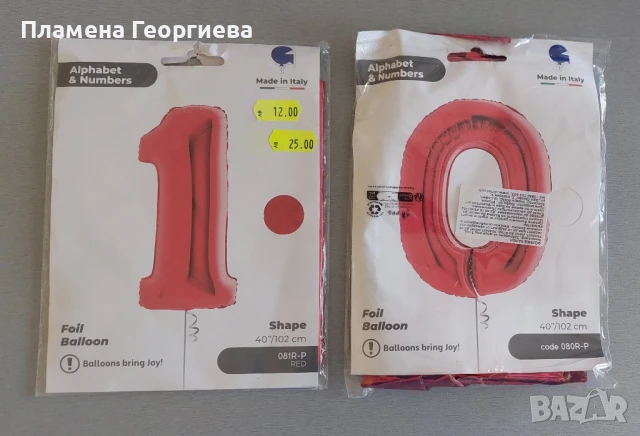 Пламена Георгиева
Alphabet
& Numbers
Made in Italy
12.00
25.00
Foil
Balloon
Shape
40"/102 cm
! Balloons bring Joy!
081R-P
RED
Alphabet
& Numbers
Made in Italy
Foil
Balloon
Shape
40"/102 cm
! Balloons bring Joy!
code 080R-P
BAZAR